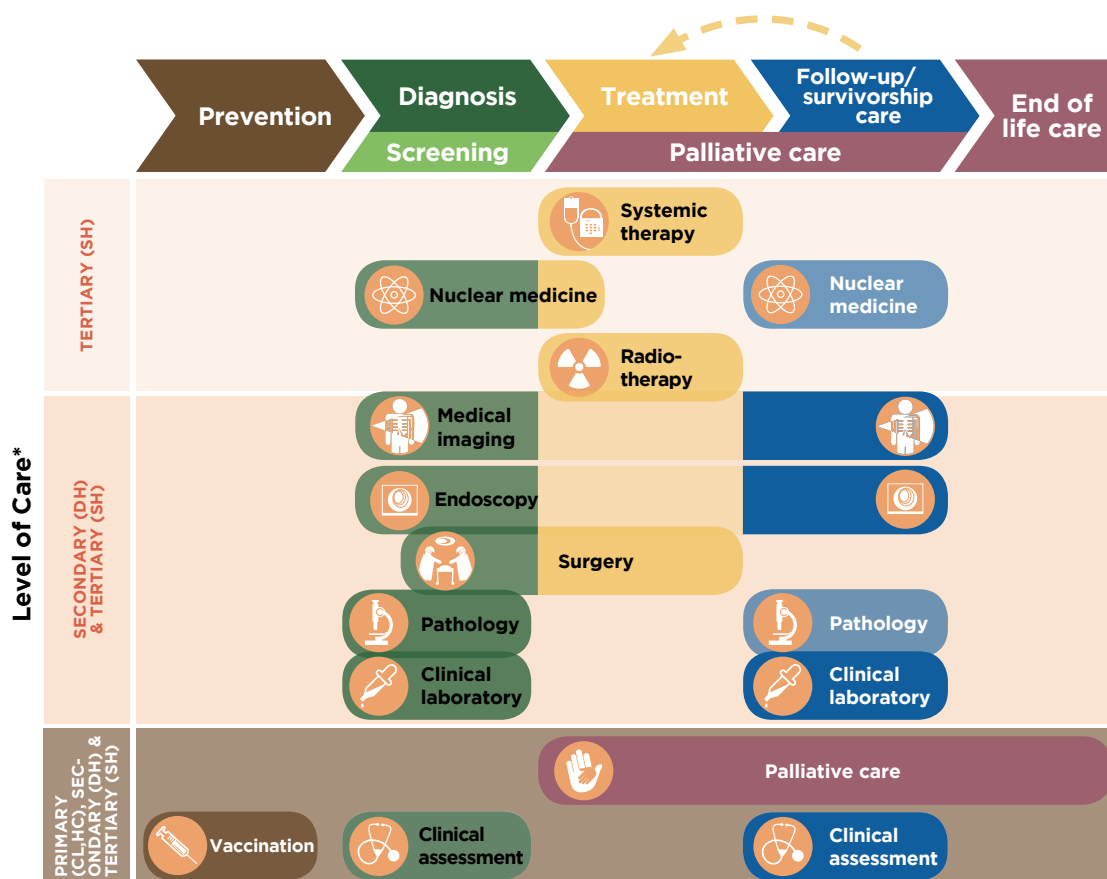 Prevention
Diagnosis
Screening
Treatment
Follow-up/
survivorship
care
Palliative care
End of
life care
Level of Care*
TERTIARY (SH)
Systemic
therapy
Nuclear medicine
Nuclear
medicine
Radio-
therapy
SECONDARY (DH)
& TERTIARY (SH)
Medical
imaging
Endoscopy
Surgery
Pathology
Pathology
Clinical
laboratory
Clinical
laboratory
PRIMARY
(CL,HC), SEC-
ONDARY (DH) &
TERTIARY (SH)
Palliative care
Vaccination
Clinical
assessment
Clinical
assessment